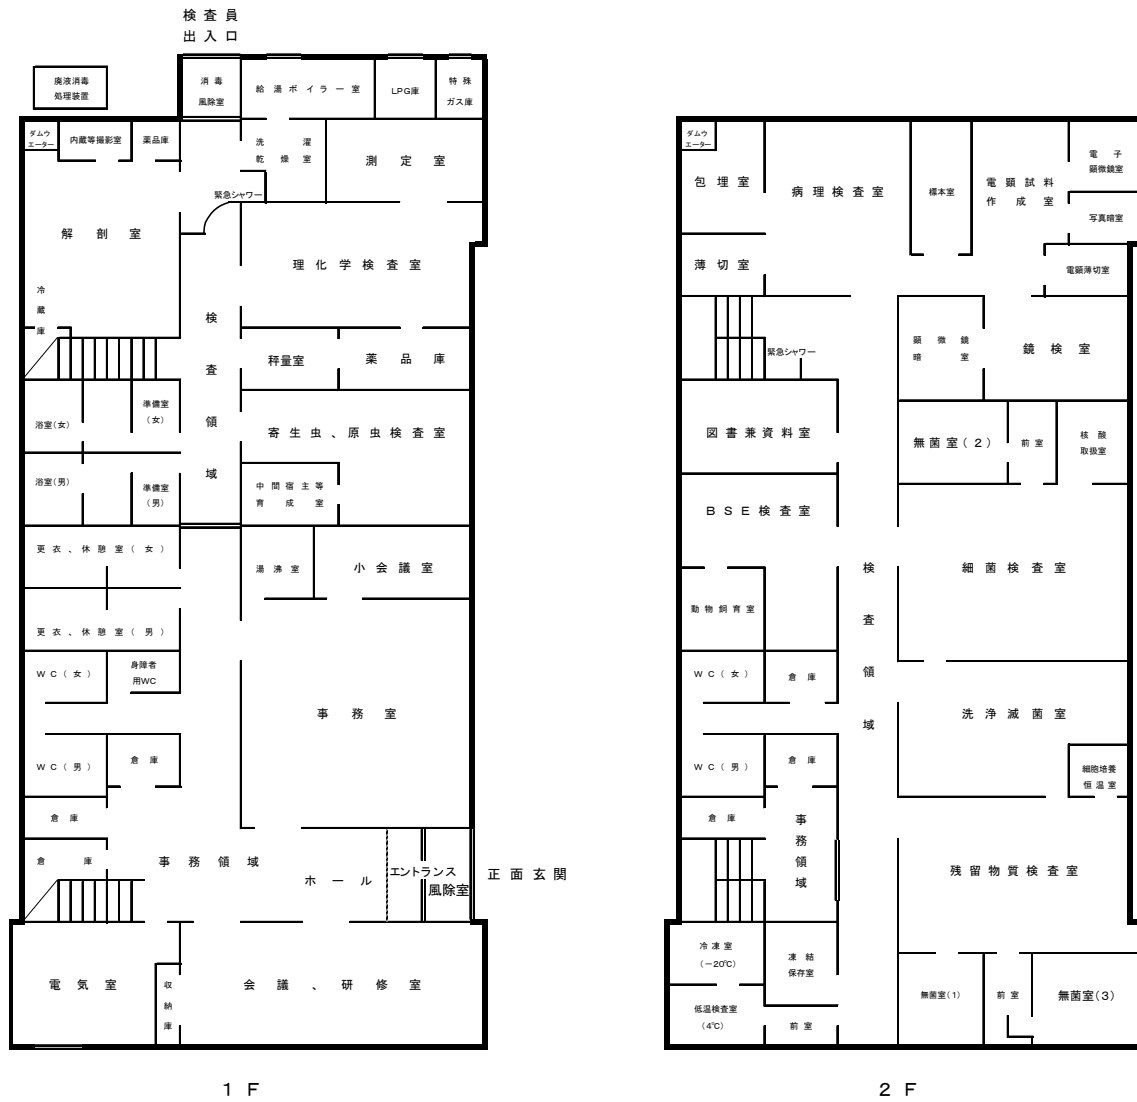 検査員
出入口
廃液消毒
処理装置
消毒
風除室
給湯ボイラー室
LPG庫
特殊
ガス庫
ダムウ
エーター
内蔵等撮影室
薬品庫
洗濯
乾燥室
測定室
緊急シャワー
解剖室
理化学検査室
冷
蔵
庫
検
査
領
域
秤量室
薬品庫
浴室(女)
準備室
(女)
寄生虫、原虫検査室
浴室(男)
準備室
(男)
中間宿主等
育成室
更衣、休憩室(女)
湯沸室
小会議室
更衣、休憩室(男)
WC(女)
身障者
用WC
事務室
WC(男)
倉庫
倉庫
倉庫
事務領域
ホール
エントランス
風除室
正面玄関
電気室
収
納
庫
会議、研修室
1F
ダムウ
エーター
包埋室
病理検査室
標本室
電顕試料
作成室
電子
顕微鏡室
写真暗室
薄切室
電顕薄切室
緊急シャワー
顕微鏡
暗室
鏡検室
図書兼資料室
無菌室(2)
前室
核酸
取扱室
BSE検査室
検
査
領
域
細菌検査室
動物飼育室
WC(女)
倉庫
洗浄滅菌室
WC(男)
倉庫
細胞培養
恒温室
倉庫
事
務
領
域
残留物質検査室
冷凍室
(-20℃)
凍結
保存室
低温検査室
(4℃)
前室
無菌室(1)
前室
無菌室(3)
2F